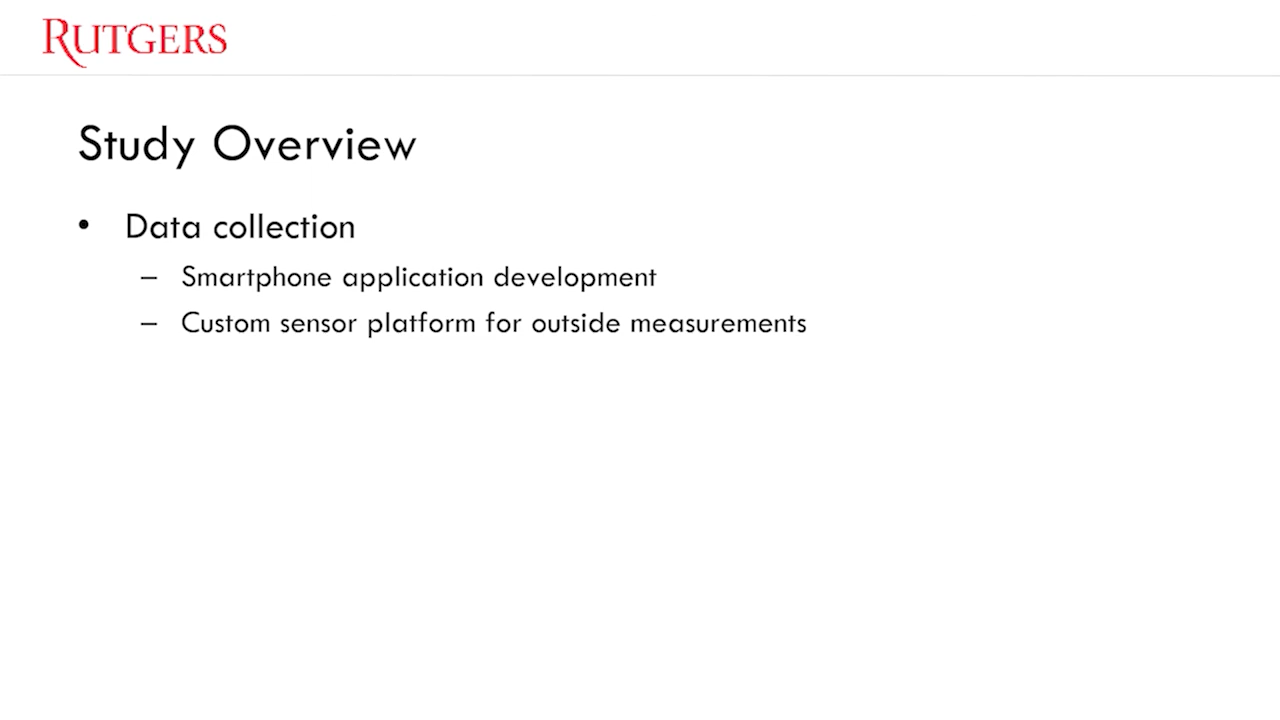 RUTGERS
Study Overview
• Data collection
– Smartphone application development
– Custom sensor platform for outside measurements